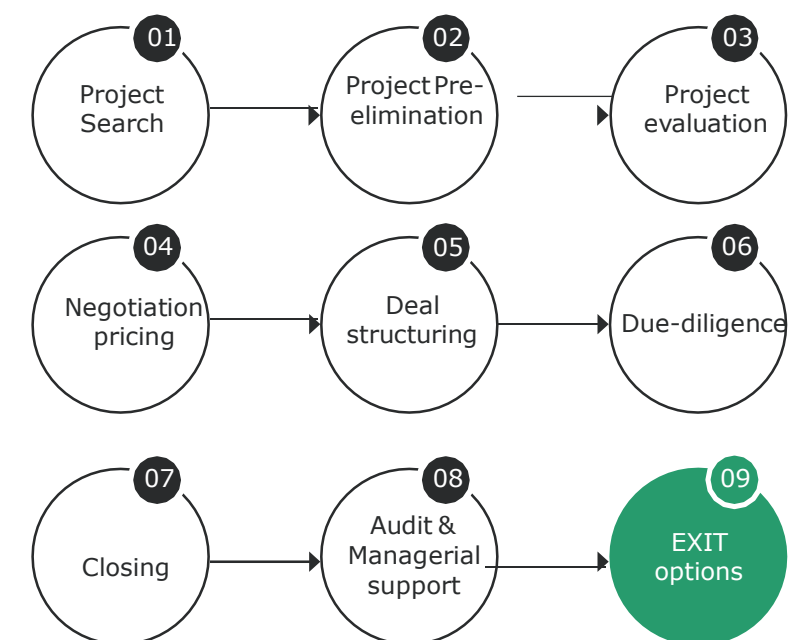 01
Project
Search
02
Project Pre-
elimination
03
Project
evaluation
04
Negotiation
pricing
05
Deal
structuring
06
Due-diligence
07
Closing
08
Audit &
Managerial
support
09
EXIT
options